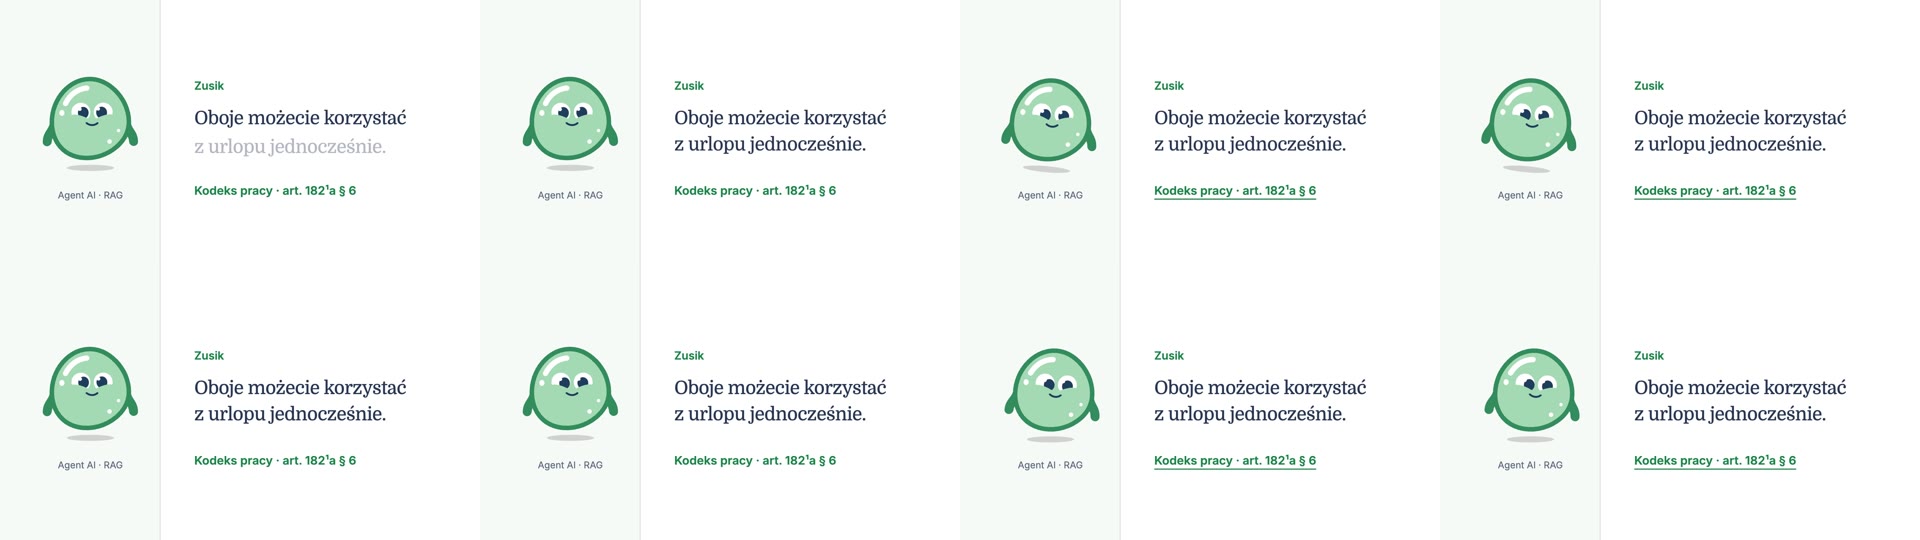 Zusik
Oboje możecie korzystać
z urlopu jednocześnie.
Kodeks pracy · art. 182¹a § 6
Agent AI · RAG
Zusik
Oboje możecie korzystać
z urlopu jednocześnie.
Kodeks pracy · art. 182¹a § 6
Agent AI · RAG
Zusik
Oboje możecie korzystać
z urlopu jednocześnie.
Kodeks pracy · art. 182¹a § 6
Agent AI · RAG
Zusik
Oboje możecie korzystać
z urlopu jednocześnie.
Kodeks pracy · art. 182¹a § 6
Agent AI · RAG
Zusik
Oboje możecie korzystać
z urlopu jednocześnie.
Kodeks pracy · art. 182¹a § 6
Agent AI · RAG
Zusik
Oboje możecie korzystać
z urlopu jednocześnie.
Kodeks pracy · art. 182¹a § 6
Agent AI · RAG
Zusik
Oboje możecie korzystać
z urlopu jednocześnie.
Kodeks pracy · art. 182¹a § 6
Agent AI · RAG
Zusik
Oboje możecie korzystać
z urlopu jednocześnie.
Kodeks pracy · art. 182¹a § 6
Agent AI · RAG